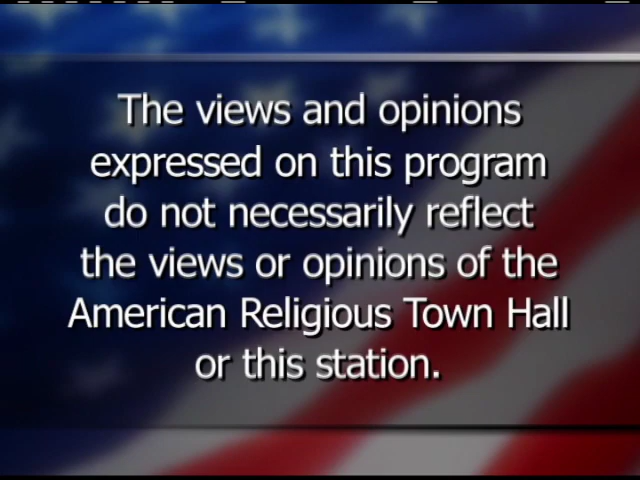 The views and opinions
expressed on this program
do not necessarily reflect
the views or opinions of the
American Religious Town Hall
or this station.